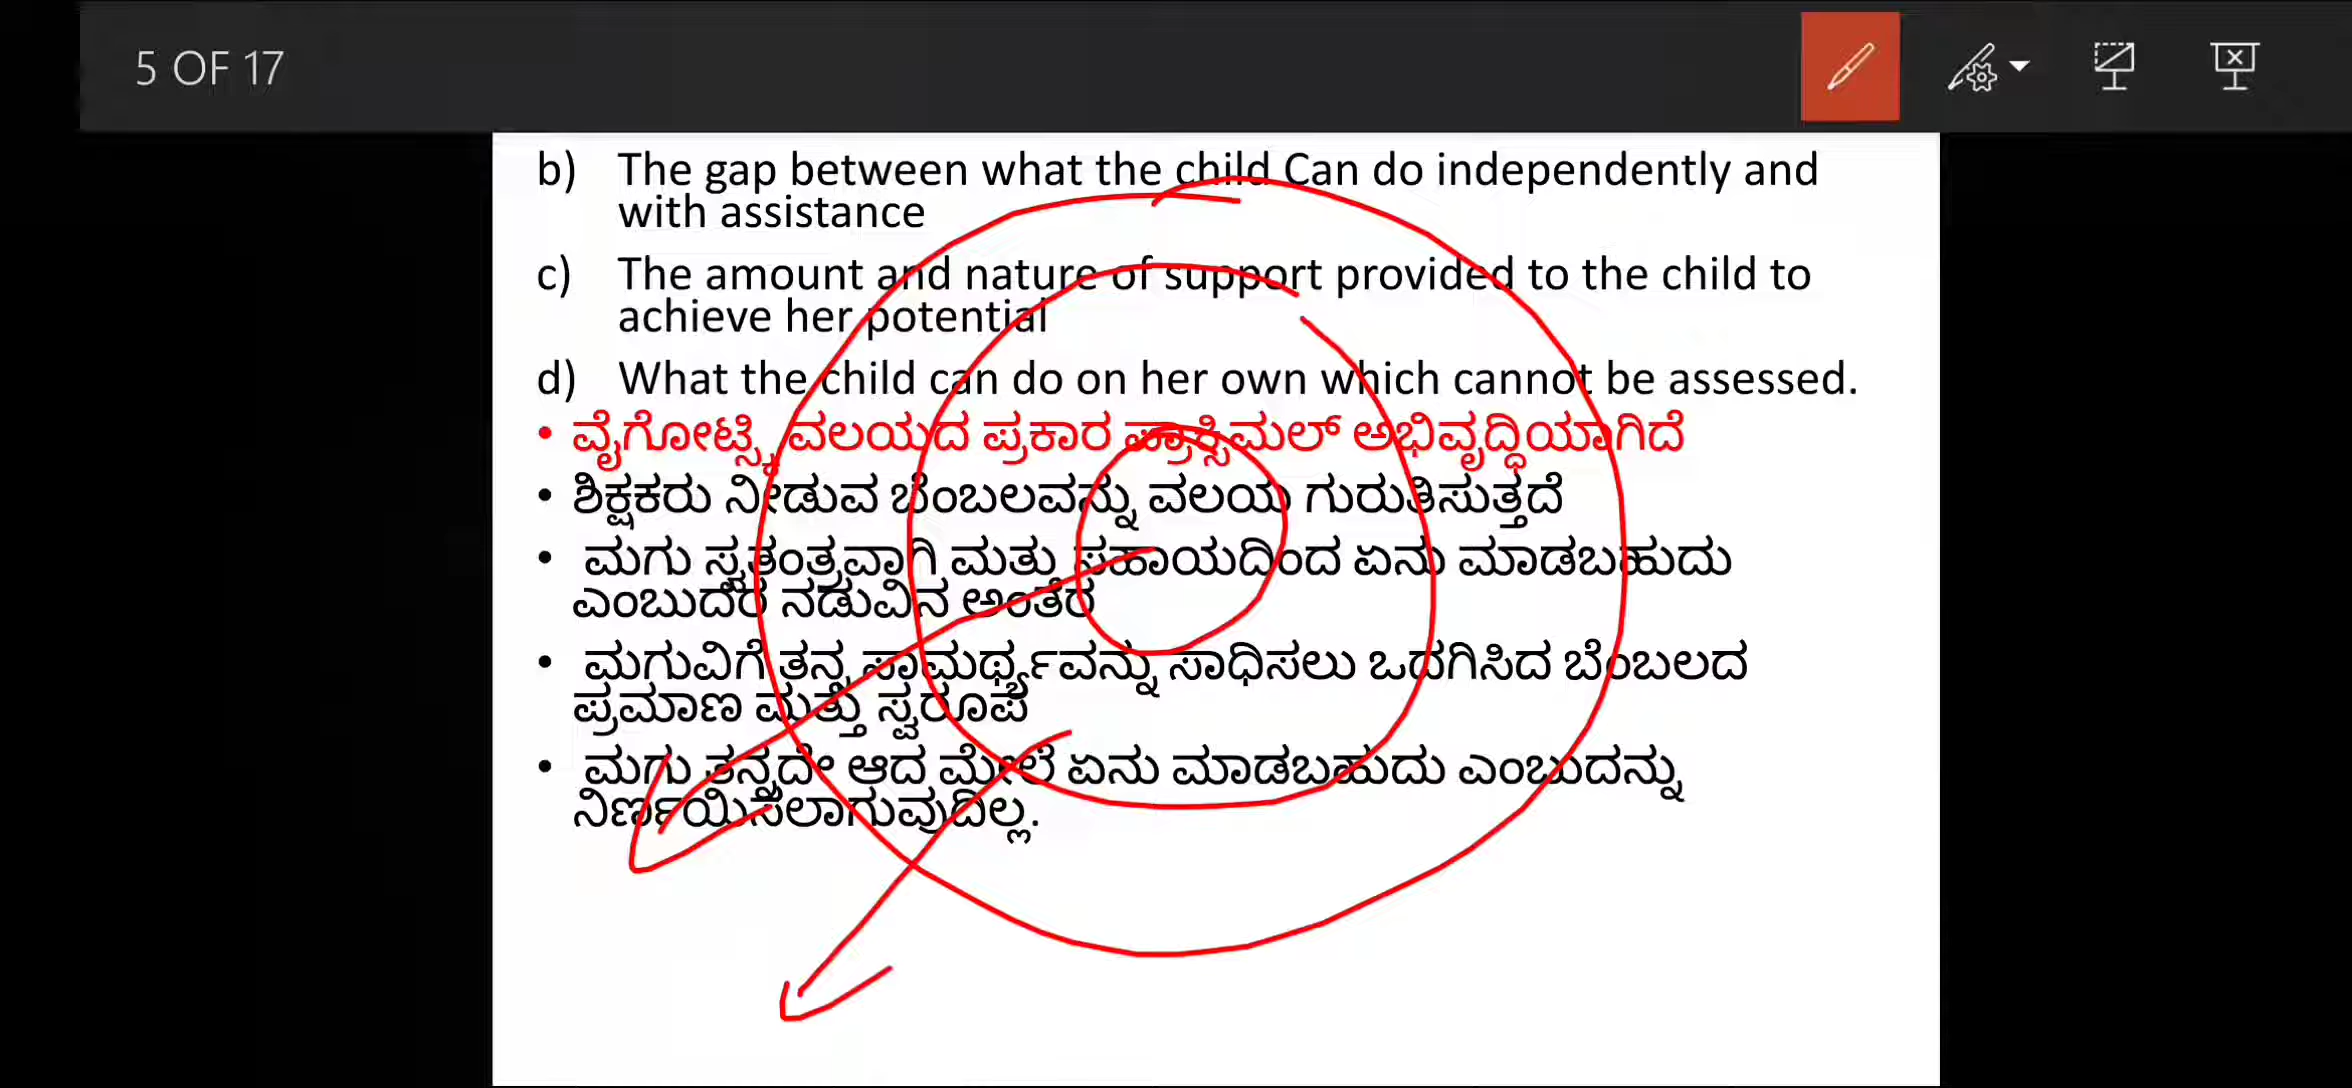 5 OF 17
b) The gap between what the child Can do independently and
with assistance
c) The amount and nature of support provided to the child to
achieve her potential
d) What the child can do on her own which cannot be assessed.
• ವೈಗೋಟ್ಸ್ಕಿ ವಲಯದ ಪ್ರಕಾರ ಪ್ರಾಕ್ಸಿಮಲ್ ಅಭಿವೃದ್ಧಿಯಾಗಿದೆ
• ಶಿಕ್ಷಕರು ನೀಡುವ ಬೆಂಬಲವನ್ನು ವಲಯ ಗುರುತಿಸುತ್ತದೆ
• ಮಗು ಸ್ವತಂತ್ರವಾಗಿ ಮತ್ತು ಸಹಾಯದಿಂದ ಏನು ಮಾಡಬಹುದು
ಎಂಬುದರ ನಡುವಿನ ಅಂತರ
• ಮಗುವಿಗೆ ತನ್ನ ಸಾಮರ್ಥ್ಯವನ್ನು ಸಾಧಿಸಲು ಒದಗಿಸಿದ ಬೆಂಬಲದ
ಪ್ರಮಾಣ ಮತ್ತು ಸ್ವರೂಪ
• ಮಗು ತನ್ನದೇ ಆದ ಮೇಲೆ ಏನು ಮಾಡಬಹುದು ಎಂಬುದನ್ನು
ನಿರ್ಣಯಿಸಲಾಗುವುದಿಲ್ಲ.